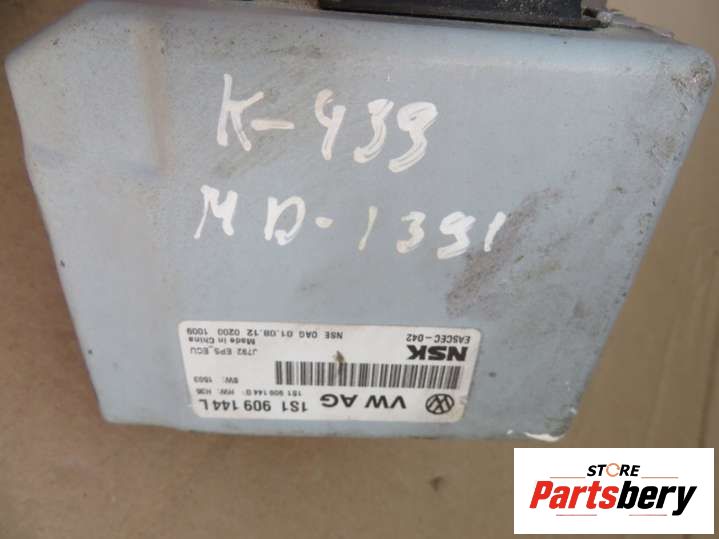 K-939
MD-1391
VW AG
1S1 909 144 L
1S1 909 144 G HW: H36
SW: 1503
J792 EPS_ECU
Made in China
NSK
EASCEC-042
NSE 0AG 01.08.12 0200 1009
STORE
Partsbery